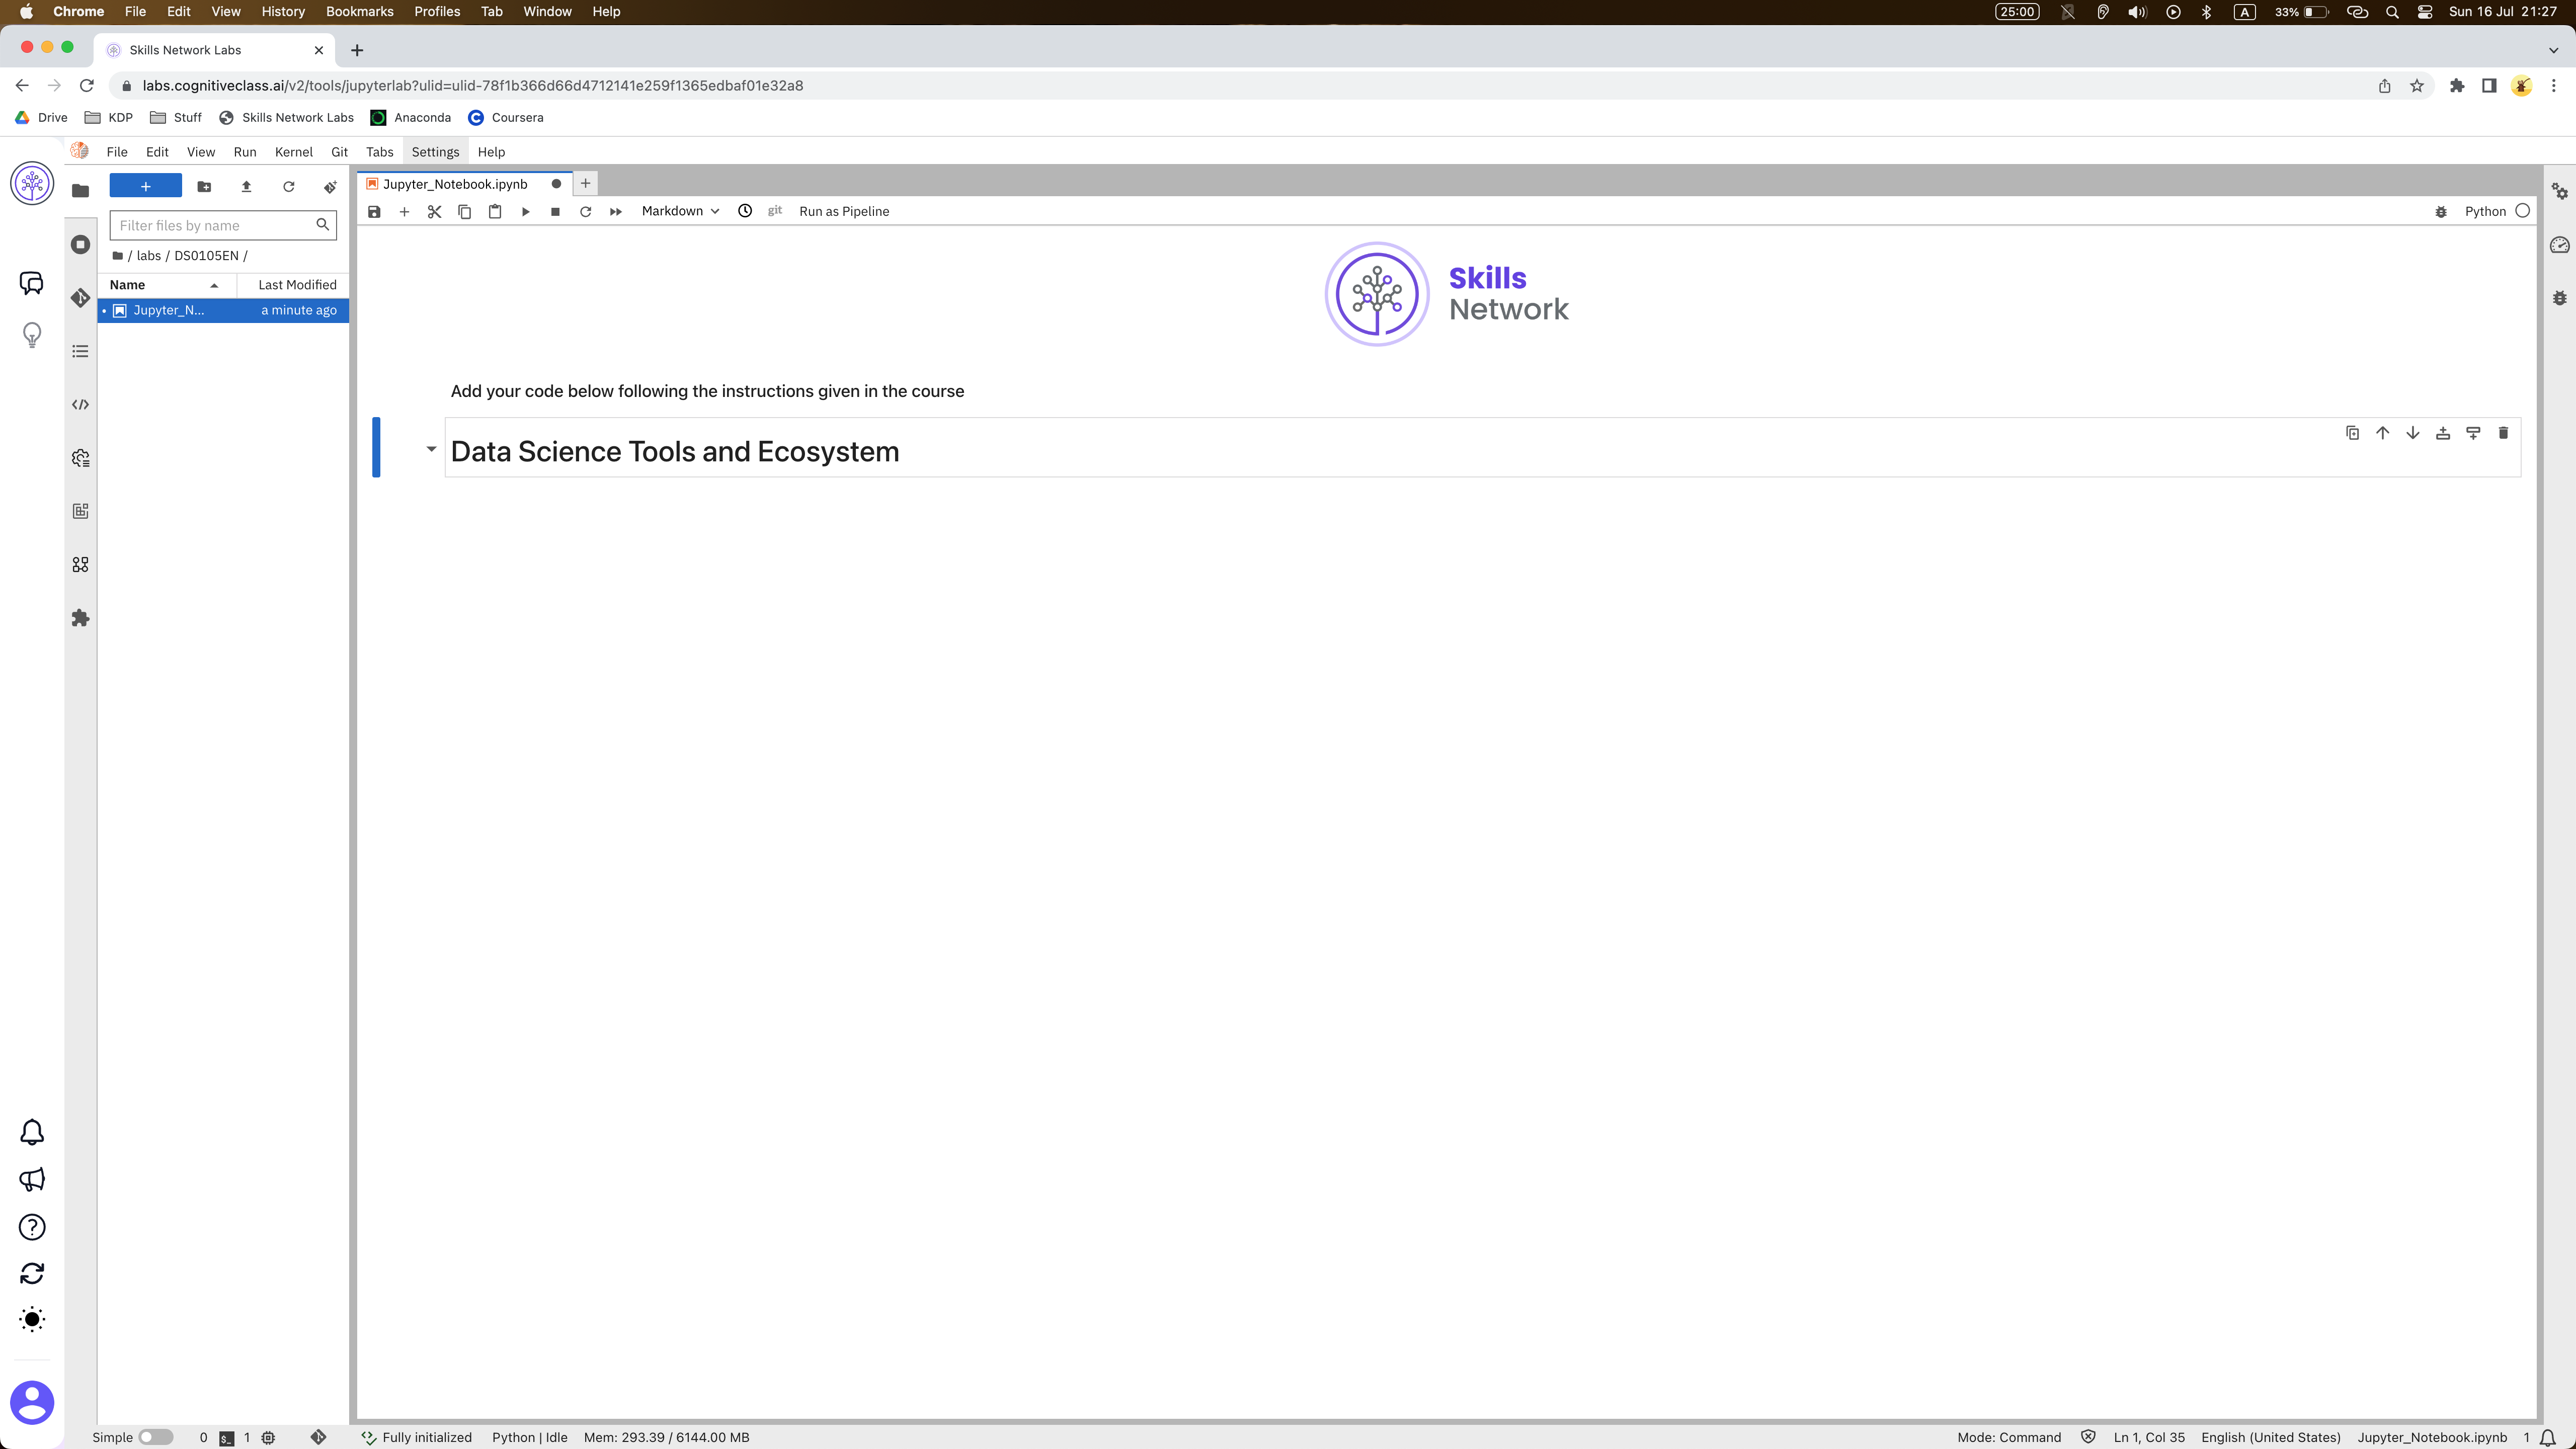 Chrome File Edit View History Bookmarks Profiles Tab Window Help 25:00 A 33% Sun 16 Jul 21:27
Skills Network Labs
labs.cognitiveclass.ai/v2/tools/jupyterlab?ulid=ulid-78f1b366d66d4712141e259f1365edbaf01e32a8
Drive KDP Stuff Skills Network Labs Anaconda Coursera
File Edit View Run Kernel Git Tabs Settings Help
Jupyter_Notebook.ipynb
Markdown git Run as Pipeline Python
Filter files by name
/ labs / DS0105EN /
Name Last Modified
Jupyter_N... a minute ago
Skills
Network
Add your code below following the instructions given in the course
Data Science Tools and Ecosystem
Simple 0 $_ 1 Fully initialized Python | Idle Mem: 293.39 / 6144.00 MB Mode: Command Ln 1, Col 35 English (United States) Jupyter_Notebook.ipynb 1